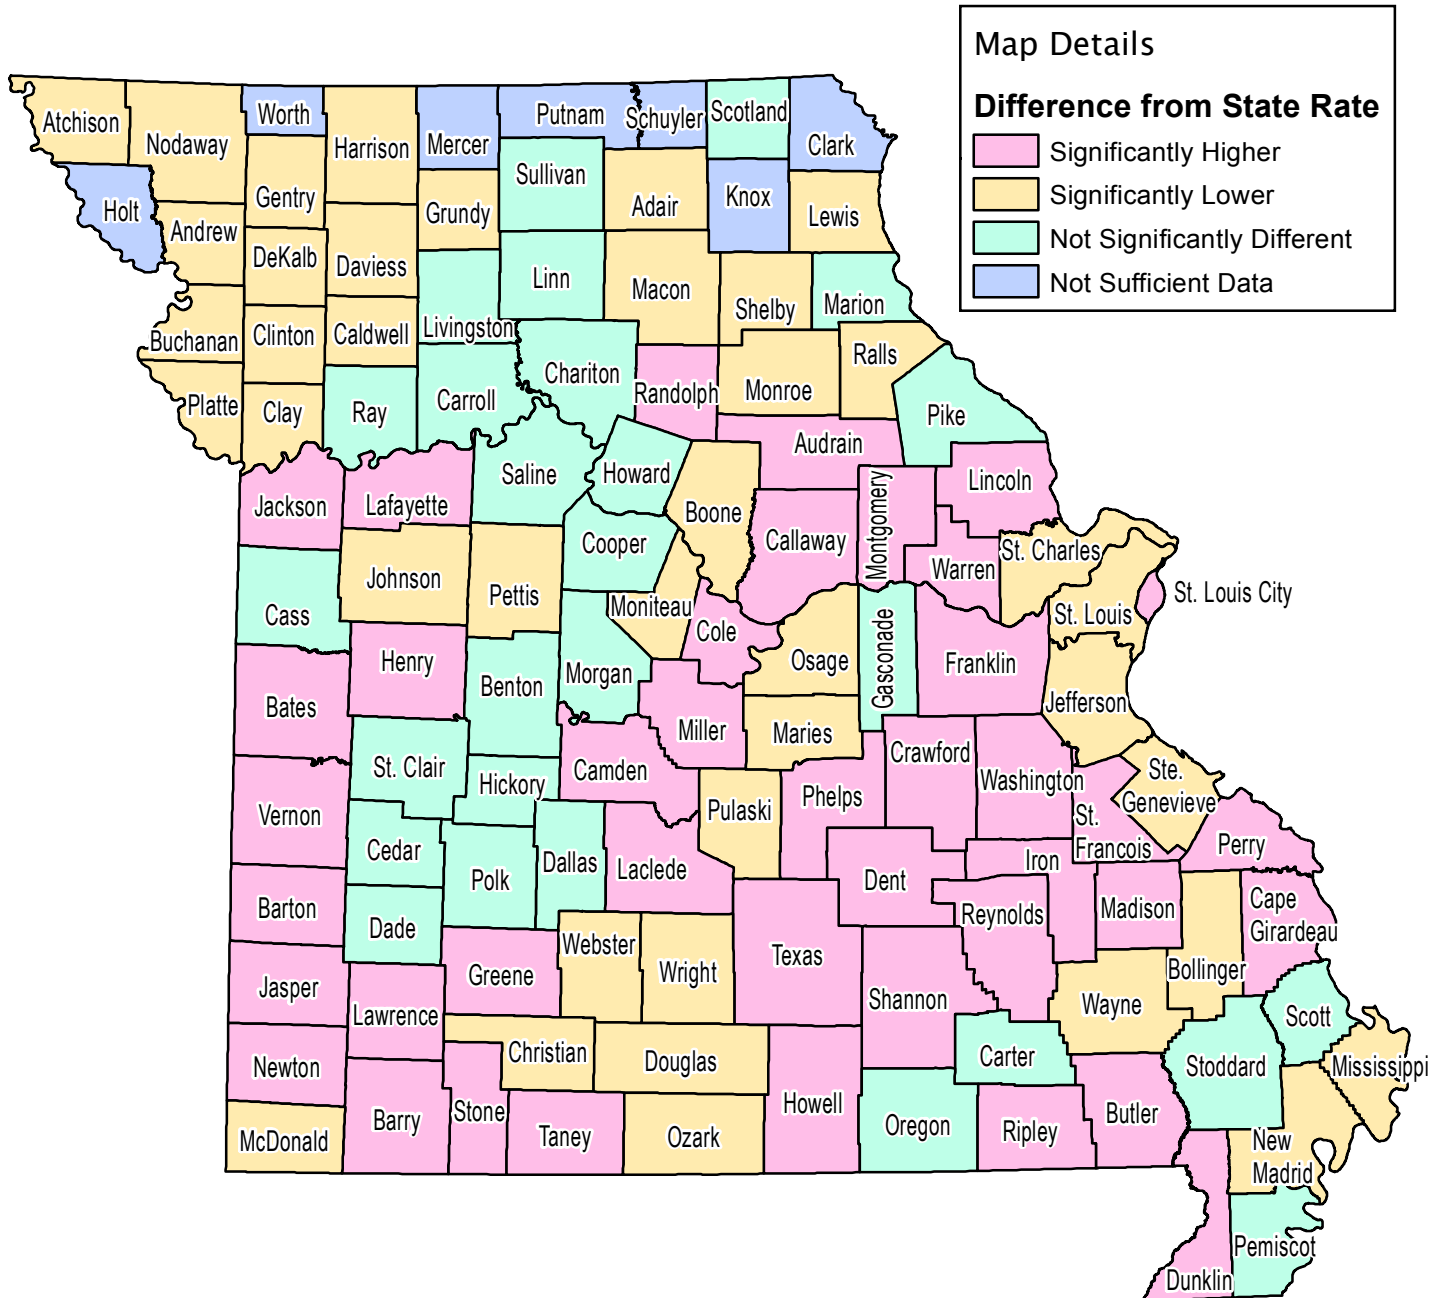 Map Details
Difference from State Rate
Significantly Higher
Significantly Lower
Not Significantly Different
Not Sufficient Data
Atchison
Nodaway
Worth
Harrison
Mercer
Putnam
Schuyler
Scotland
Clark
Holt
Andrew
Gentry
Grundy
Sullivan
Adair
Knox
Lewis
DeKalb
Daviess
Linn
Macon
Shelby
Marion
Buchanan
Clinton
Caldwell
Livingston
Chariton
Randolph
Monroe
Ralls
Platte
Clay
Ray
Carroll
Pike
Audrain
Jackson
Lafayette
Saline
Howard
Boone
Callaway
Montgomery
Lincoln
Warren
St. Charles
St. Louis City
St. Louis
Cass
Johnson
Pettis
Cooper
Moniteau
Cole
Osage
Gasconade
Franklin
Jefferson
Bates
Henry
Benton
Morgan
Miller
Maries
Crawford
Washington
Ste.
Genevieve
St.
Francois
Perry
Vernon
St. Clair
Hickory
Camden
Pulaski
Phelps
Cedar
Polk
Dallas
Laclede
Dent
Iron
Madison
Cape
Girardeau
Barton
Dade
Greene
Webster
Wright
Texas
Reynolds
Bollinger
Jasper
Lawrence
Shannon
Wayne
Scott
Mississippi
Newton
Christian
Douglas
Carter
Stoddard
McDonald
Barry
Stone
Taney
Ozark
Howell
Oregon
Ripley
Butler
New
Madrid
Pemiscot
Dunklin